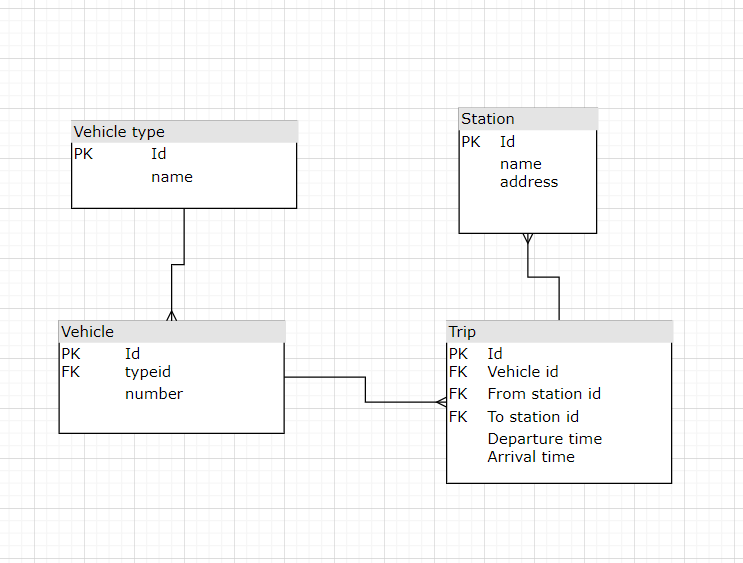 Vehicle type
PK Id
name
Station
PK Id
name
address
Vehicle
PK Id
FK typeid
number
Trip
PK Id
FK Vehicle id
FK From station id
FK To station id
Departure time
Arrival time